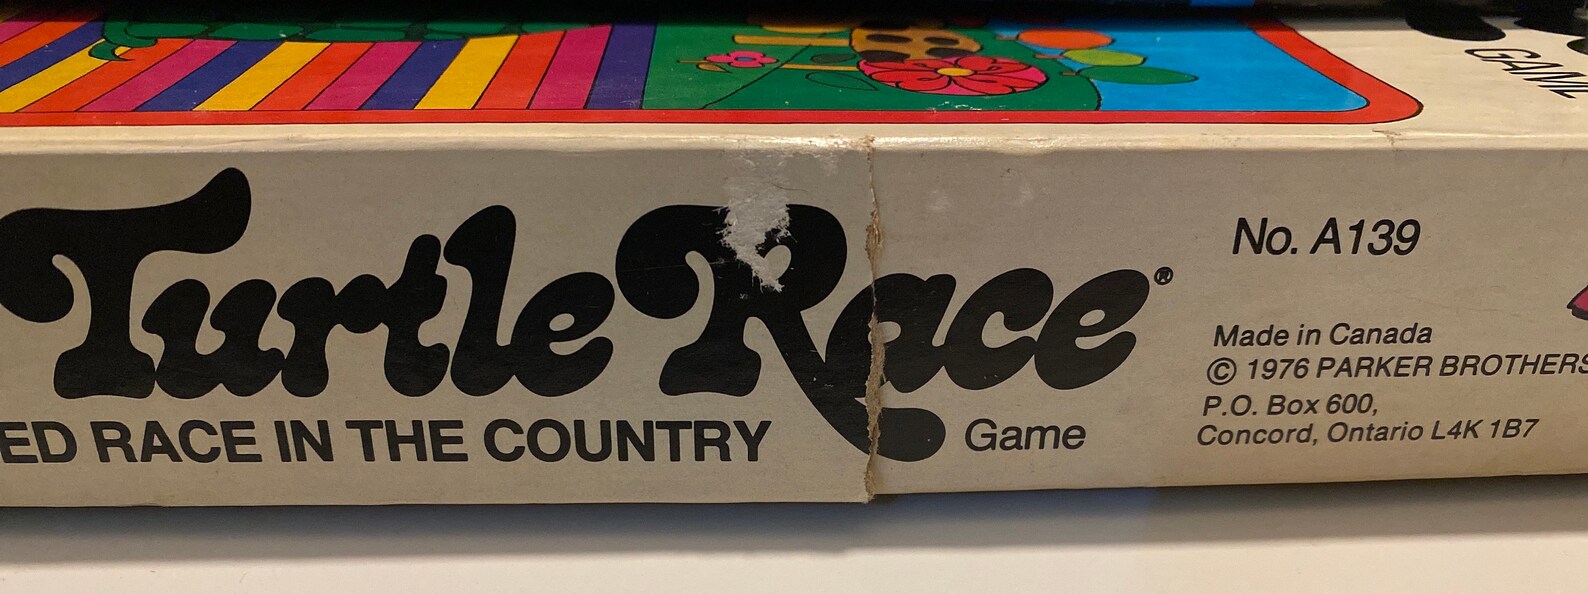 GAME
Turtle Race®
No. A139
ED RACE IN THE COUNTRY
Game
Made in Canada
© 1976 PARKER BROTHERS
P.O. Box 600,
Concord, Ontario L4K 1B7